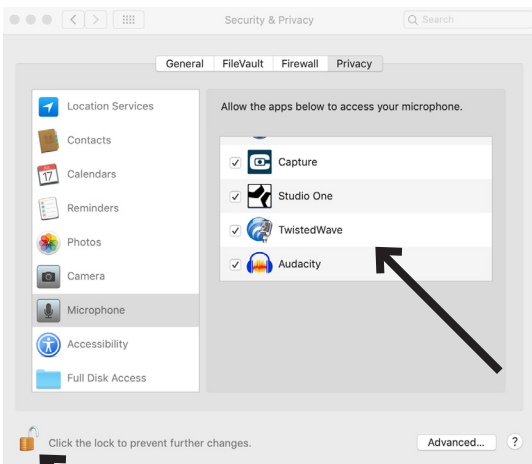 Security & Privacy
Search
General FileVault Firewall Privacy
Location Services
Contacts
17
Calendars
Reminders
Photos
Camera
Microphone
Accessibility
Full Disk Access
Allow the apps below to access your microphone.
Capture
Studio One
TwistedWave
Audacity
Click the lock to prevent further changes.
Advanced... ?